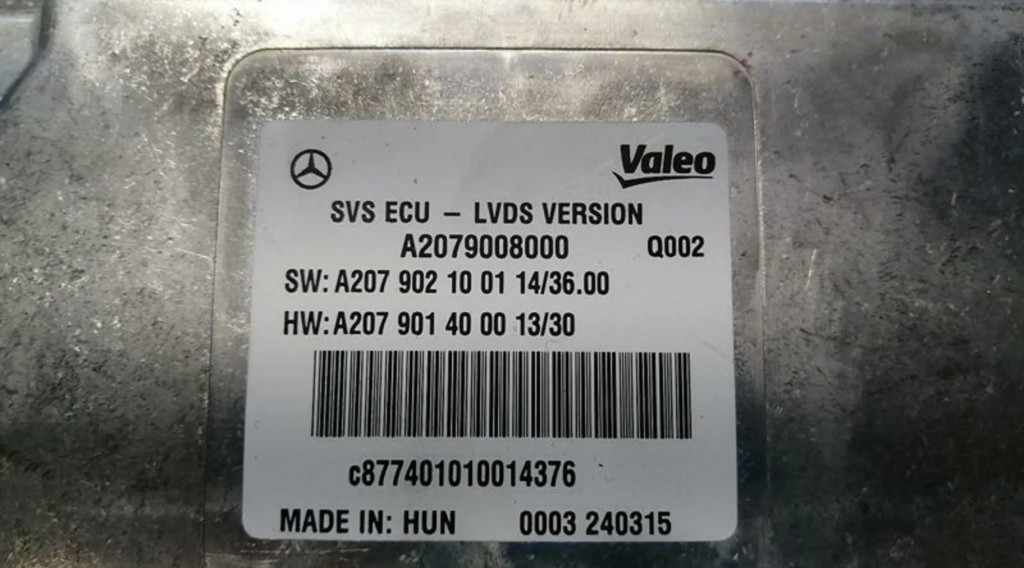 Valeo
SVS ECU – LVDS VERSION
A2079008000 Q002
SW: A207 902 10 01 14/36.00
HW: A207 901 40 00 13/30
c877401010014376
MADE IN: HUN 0003 240315